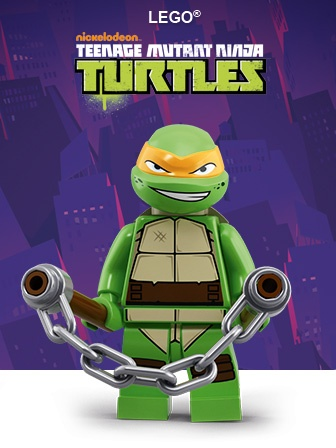 LEGO®
nickelodeon
TEENAGE MUTANT NINJA
TURTLES